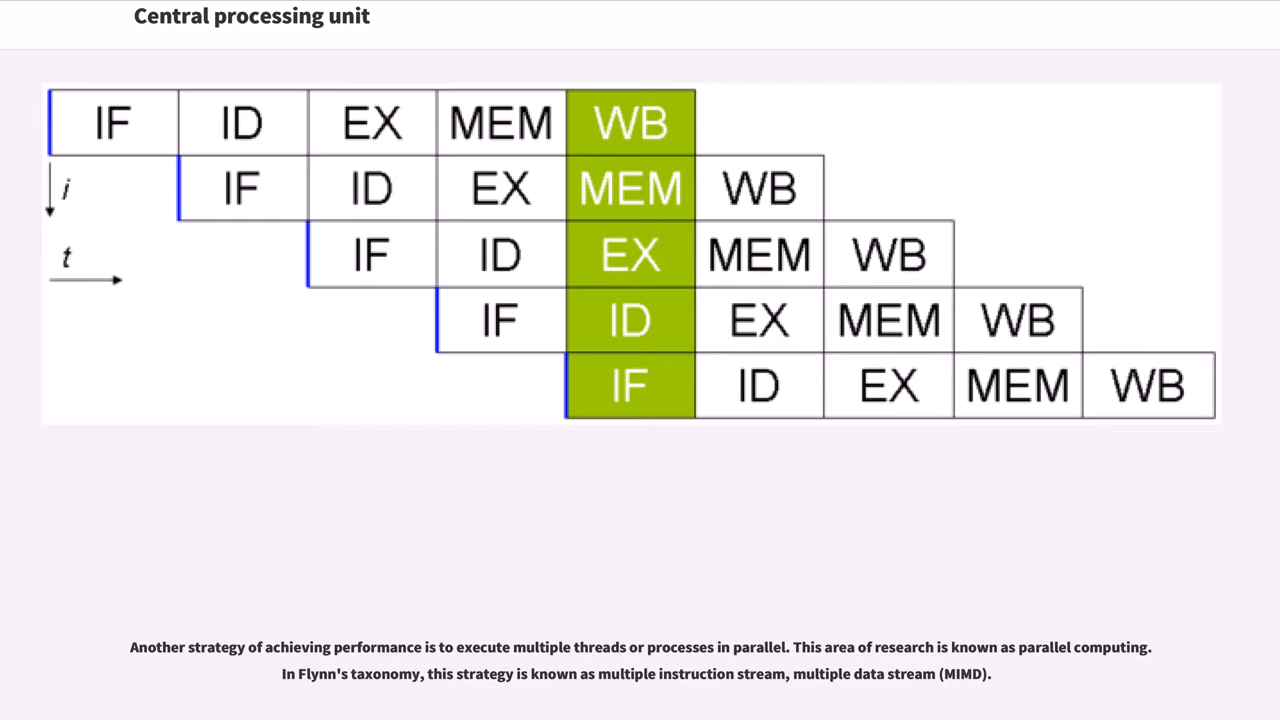 Central processing unit
IF ID EX MEM WB
i IF ID EX MEM WB
t IF ID EX MEM WB
IF ID EX MEM WB
IF ID EX MEM WB
Another strategy of achieving performance is to execute multiple threads or processes in parallel. This area of research is known as parallel computing.
In Flynn's taxonomy, this strategy is known as multiple instruction stream, multiple data stream (MIMD).